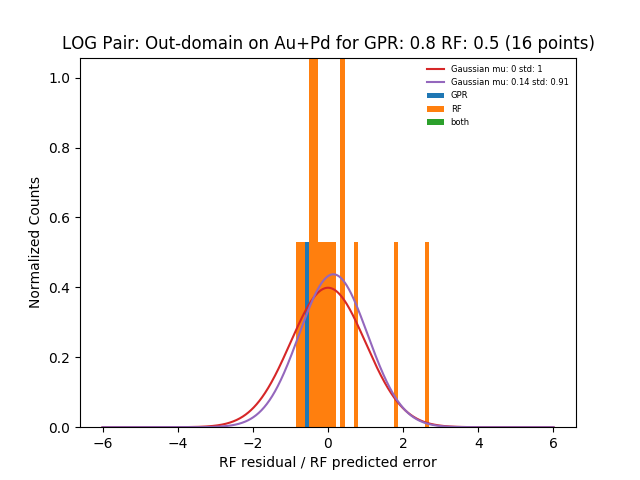 LOG Pair: Out-domain on Au+Pd for GPR: 0.8 RF: 0.5 (16 points)
Gaussian mu: 0 std: 1
Gaussian mu: 0.14 std: 0.91
GPR
RF
both
Normalized Counts
1.0
0.8
0.6
0.4
0.2
0.0
−6 −4 −2 0 2 4 6
RF residual / RF predicted error